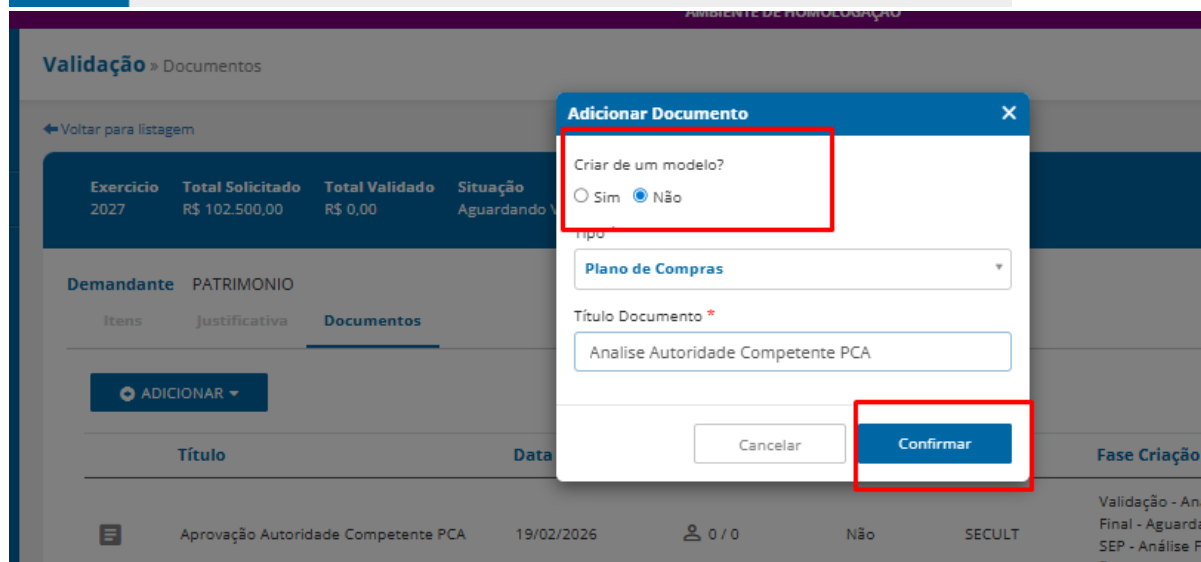 AMBIENTE DE HOMOLOGAÇÃO
Validação » Documentos
Voltar para listagem
Exercicio Total Solicitado Total Validado Situação
2027 R$ 102.500,00 R$ 0,00 Aguardando
Demandante PATRIMONIO
Itens Justificativa Documentos
ADICIONAR
Adicionar Documento ×
Criar de um modelo?
Sim Não
Tipo
Plano de Compras
Título Documento *
Analise Autoridade Competente PCA
Cancelar Confirmar
Título Data Fase Criação
Aprovação Autoridade Competente PCA 19/02/2026 0 / 0 Não SECULT
Validação - An
Final - Aguarda
SEP - Análise F